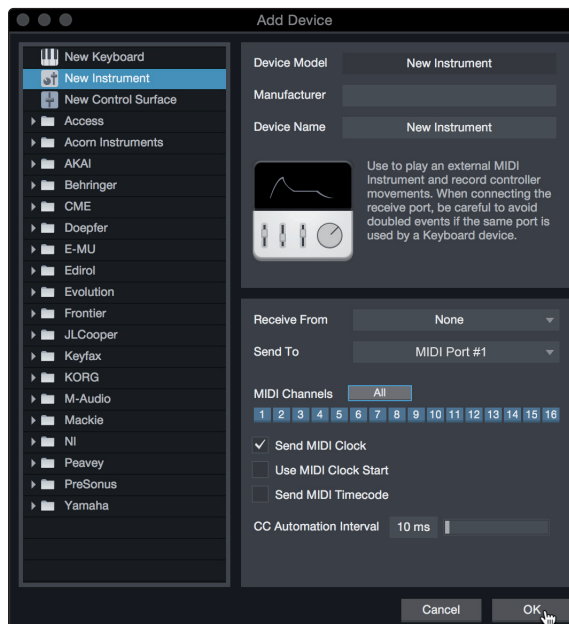 Add Device
New Keyboard
New Instrument
New Control Surface
Access
Acorn Instruments
AKAI
Behringer
CME
Doepfer
E-MU
Edirol
Evolution
Frontier
JLCooper
Keyfax
KORG
M-Audio
Mackie
NI
Peavey
PreSonus
Yamaha
Device Model New Instrument
Manufacturer
Device Name New Instrument
Use to play an external MIDI
Instrument and record controller
movements. When connecting the
receive port, be careful to avoid
doubled events if the same port is
used by a Keyboard device.
Receive From None
Send To MIDI Port #1
MIDI Channels All
1 2 3 4 5 6 7 8 9 10 11 12 13 14 15 16
Send MIDI Clock
Use MIDI Clock Start
Send MIDI Timecode
CC Automation Interval 10 ms
Cancel OK